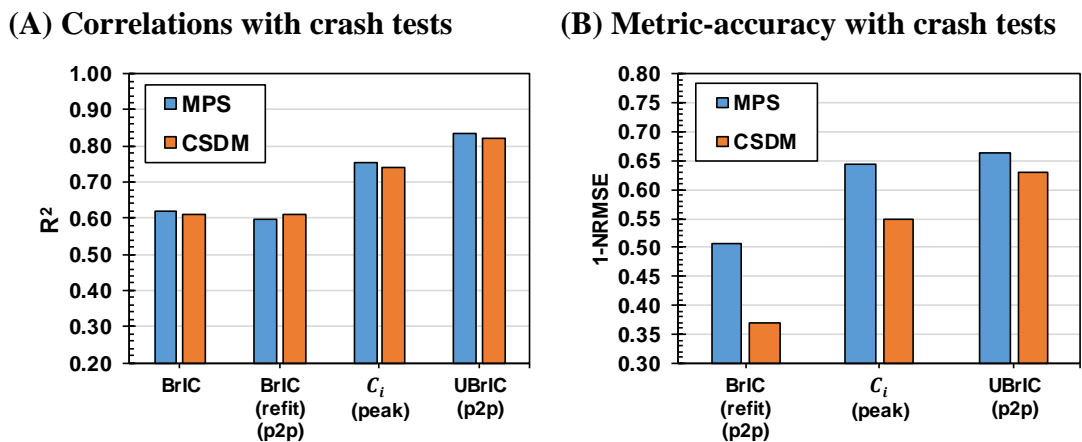 (A) Correlations with crash tests
1.00
0.90
0.80
0.70
0.60
0.50
0.40
0.30
0.20
R²
MPS
CSDM
BrIC
BrIC
(refit)
(p2p)
C_i
(peak)
UBrIC
(p2p)
(B) Metric-accuracy with crash tests
0.80
0.75
0.70
0.65
0.60
0.55
0.50
0.45
0.40
0.35
0.30
1-NRMSE
MPS
CSDM
BrIC
(refit)
(p2p)
C_i
(peak)
UBrIC
(p2p)